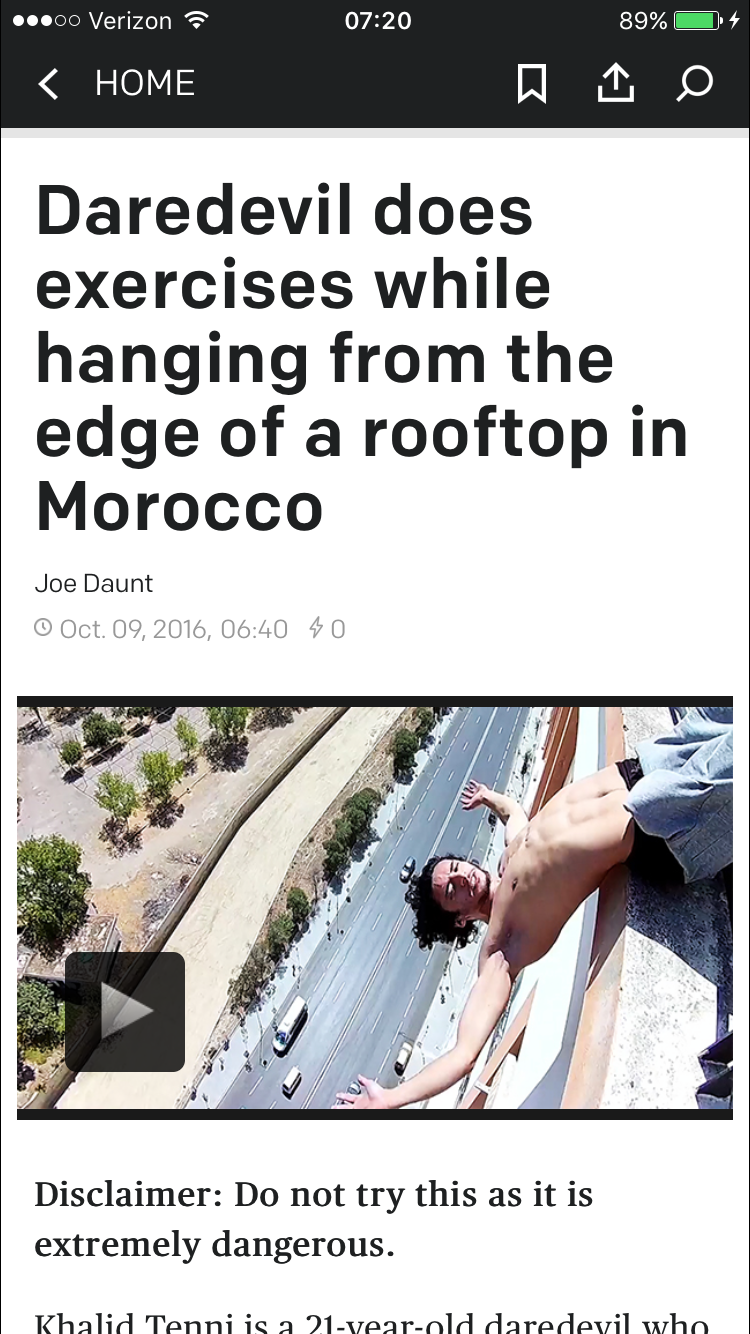 Verizon 07:20 89%
HOME
Daredevil does
exercises while
hanging from the
edge of a rooftop in
Morocco
Joe Daunt
Oct. 09, 2016, 06:40 0
Disclaimer: Do not try this as it is
extremely dangerous.
Khalid Tenni is a 21-year-old daredevil who